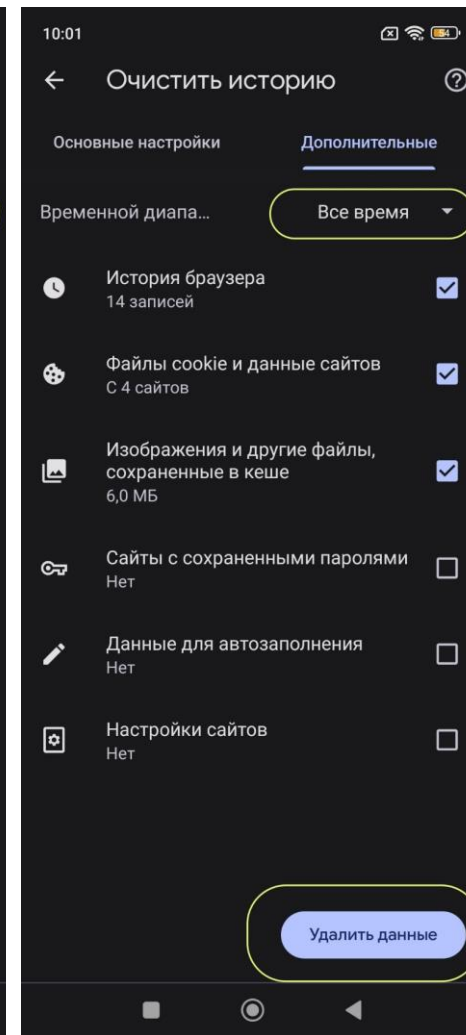 10:01
54
Очистить историю
Основные настройки
Дополнительные
Временной диапа...
Все время
История браузера
14 записей
Файлы cookie и данные сайтов
С 4 сайтов
Изображения и другие файлы,
сохраненные в кеше
6,0 МБ
Сайты с сохраненными паролями
Нет
Данные для автозаполнения
Нет
Настройки сайтов
Нет
Удалить данные